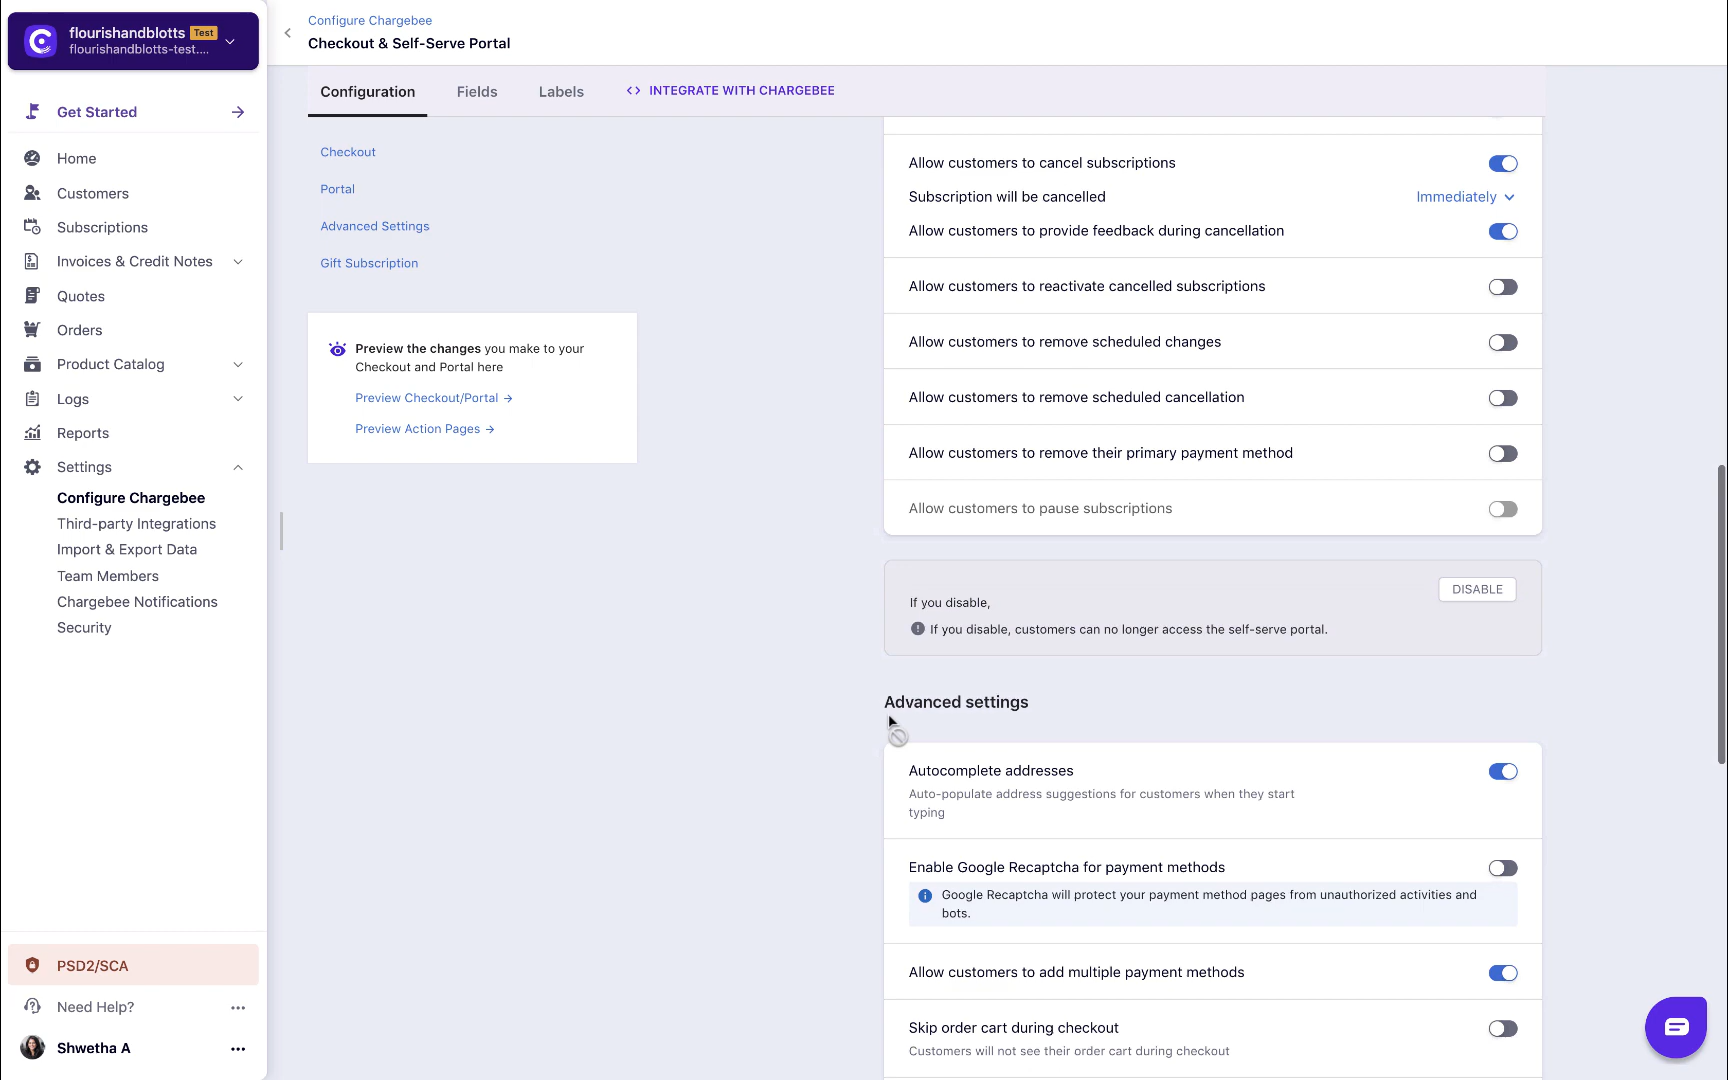 flourishandblotts Test
flourishandblotts-test....
Get Started
Home
Customers
Subscriptions
Invoices & Credit Notes
Quotes
Orders
Product Catalog
Logs
Reports
Settings
Configure Chargebee
Third-party Integrations
Import & Export Data
Team Members
Chargebee Notifications
Security
PSD2/SCA
Need Help?
Shwetha A
Configure Chargebee
Checkout & Self-Serve Portal
Configuration
Fields
Labels
INTEGRATE WITH CHARGEBEE
Checkout
Portal
Advanced Settings
Gift Subscription
Preview the changes you make to your
Checkout and Portal here
Preview Checkout/Portal →
Preview Action Pages →
Allow customers to cancel subscriptions
Subscription will be cancelled
Immediately
Allow customers to provide feedback during cancellation
Allow customers to reactivate cancelled subscriptions
Allow customers to remove scheduled changes
Allow customers to remove scheduled cancellation
Allow customers to remove their primary payment method
Allow customers to pause subscriptions
DISABLE
If you disable,
If you disable, customers can no longer access the self-serve portal.
Advanced settings
Autocomplete addresses
Auto-populate address suggestions for customers when they start
typing
Enable Google Recaptcha for payment methods
Google Recaptcha will protect your payment method pages from unauthorized activities and
bots.
Allow customers to add multiple payment methods
Skip order cart during checkout
Customers will not see their order cart during checkout